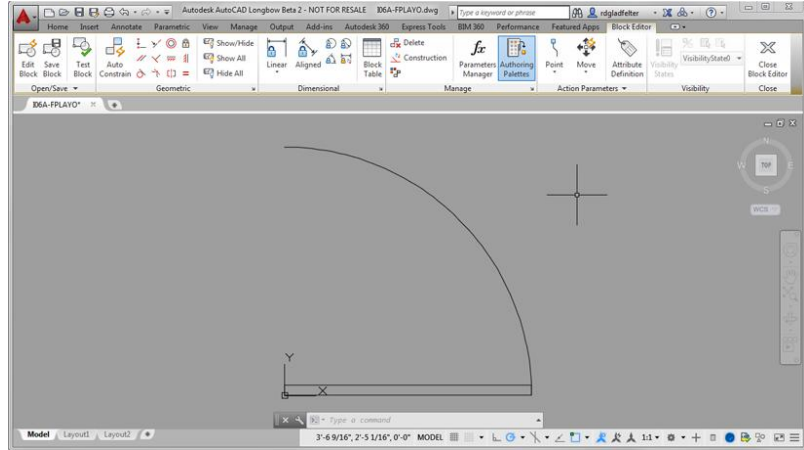 Autodesk AutoCAD Longbow Beta 2 - NOT FOR RESALE I06A-FPLAYO.dwg Type a keyword or phrase rdgladfelter
Home Insert Annotate Parametric View Manage Output Add-ins Autodesk 360 Express Tools BIM 360 Performance Featured Apps Block Editor
Edit Block
Save Block
Test Block
Auto Constrain
Show/Hide
Show All
Hide All
Linear
Aligned
Block Table
Delete
Construction
Parameters Manager
Authoring Palettes
Point
Move
Attribute Definition
Visibility States
VisibilityState0
Close Block Editor
Open/Save Geometric Dimensional Manage Action Parameters Visibility Close
I06A-FPLAYO*
N
W TOP E
S
WCS
Y
X
Type a command
Model Layout1 Layout2
3'-6 9/16", 2'-5 1/16", 0'-0" MODEL 1:1